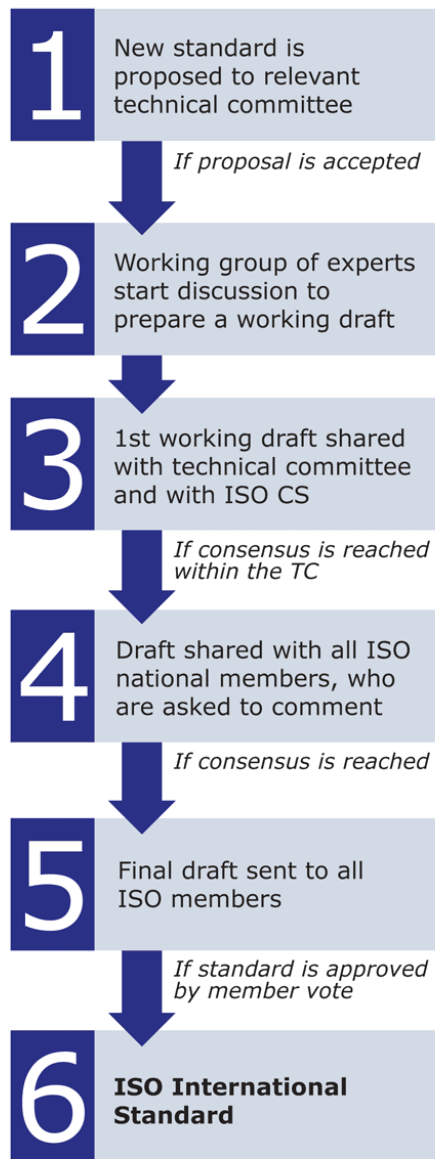 1
New standard is
proposed to relevant
technical committee
If proposal is accepted
2
Working group of experts
start discussion to
prepare a working draft
3
1st working draft shared
with technical committee
and with ISO CS
If consensus is reached
within the TC
4
Draft shared with all ISO
national members, who
are asked to comment
If consensus is reached
5
Final draft sent to all
ISO members
If standard is approved
by member vote
6
ISO International
Standard